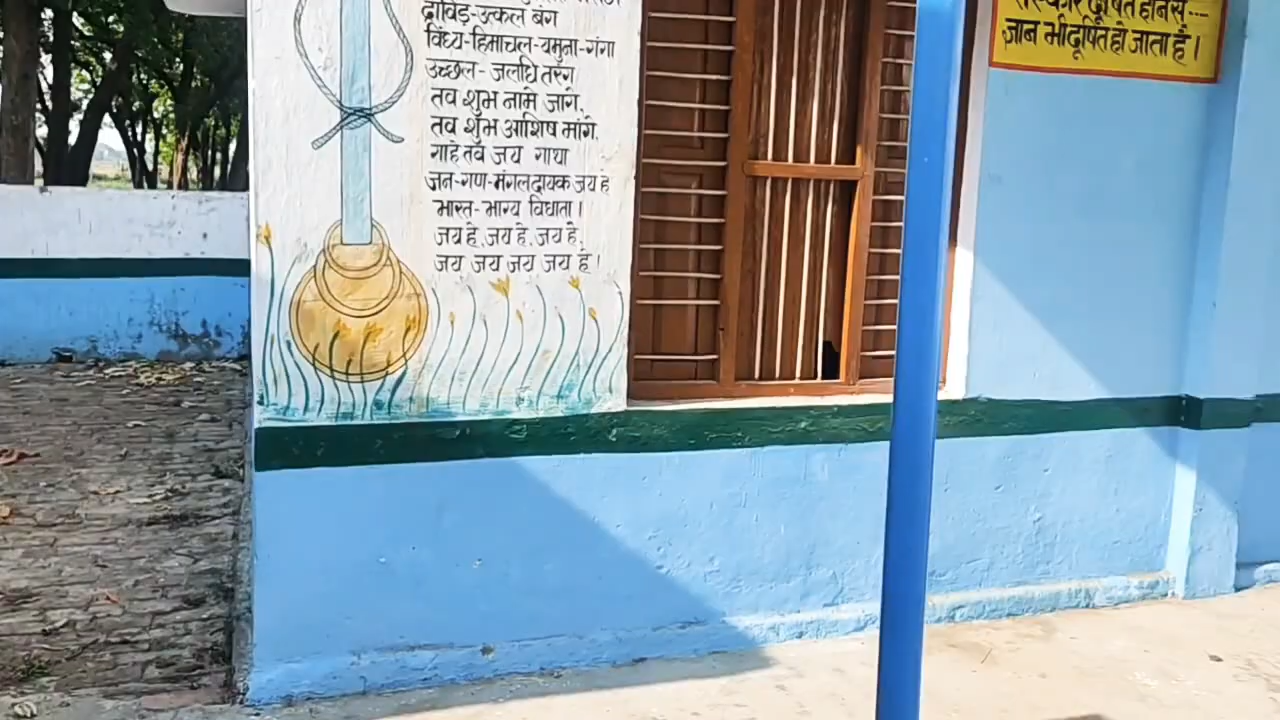 द्राविड़-उत्कल बंग
विंध्य-हिमाचल-यमुना-गंगा
उच्छल- जलधि तरंग
तव शुभ नामे जागे,
तव शुभ आशिष मांगे,
गाहे तव जय गाथा
जन-गण-मंगलदायक जय हे
भारत- भाग्य विधाता।
जय हे, जय हे, जय हे,
जय जय जय जय हे।
संस्कार दूषित होने से----
ज्ञान भी दूषित हो जाता है।